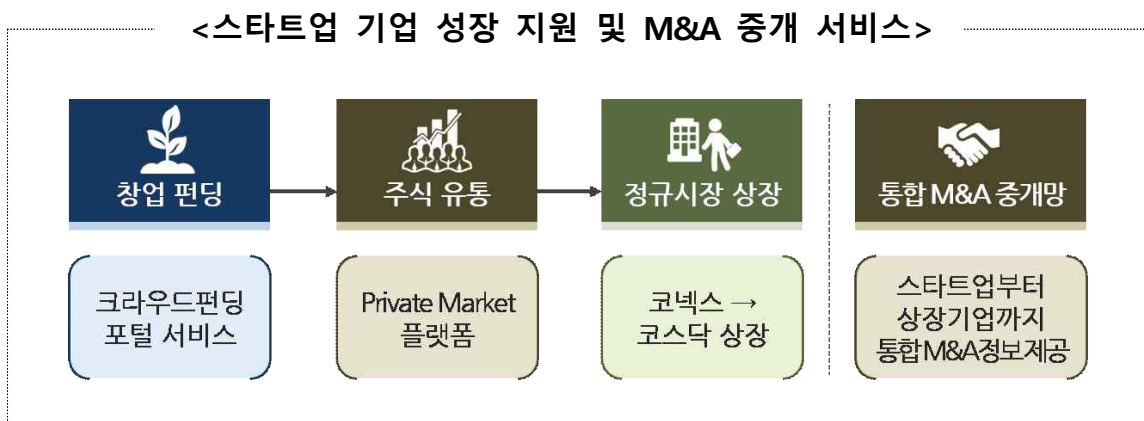 <스타트업 기업 성장 지원 및 M&A 중개 서비스>
창업 펀딩
주식 유통
정규시장 상장
통합 M&A 중개망
크라우드펀딩
포털 서비스
Private Market
플랫폼
코넥스 →
코스닥 상장
스타트업부터
상장기업까지
통합M&A정보제공